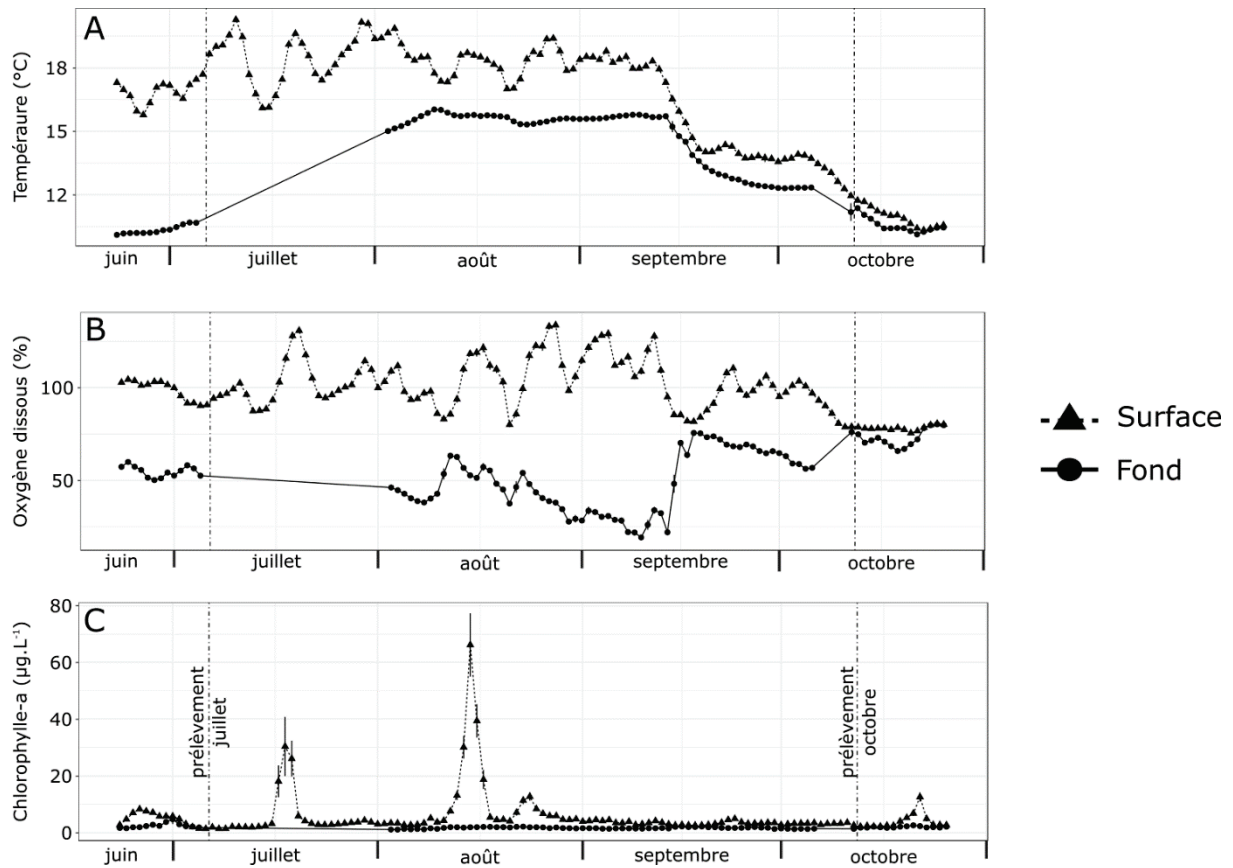 A
Tempéraure (°C)
18
15
12
juin
juillet
août
septembre
octobre
B
Oxygène dissous (%)
100
50
juin
juillet
août
septembre
octobre
Surface
Fond
C
Chlorophylle-a (µg.L⁻¹)
80
60
40
20
0
prélèvement
juillet
prélèvement
octobre
juin
juillet
août
septembre
octobre